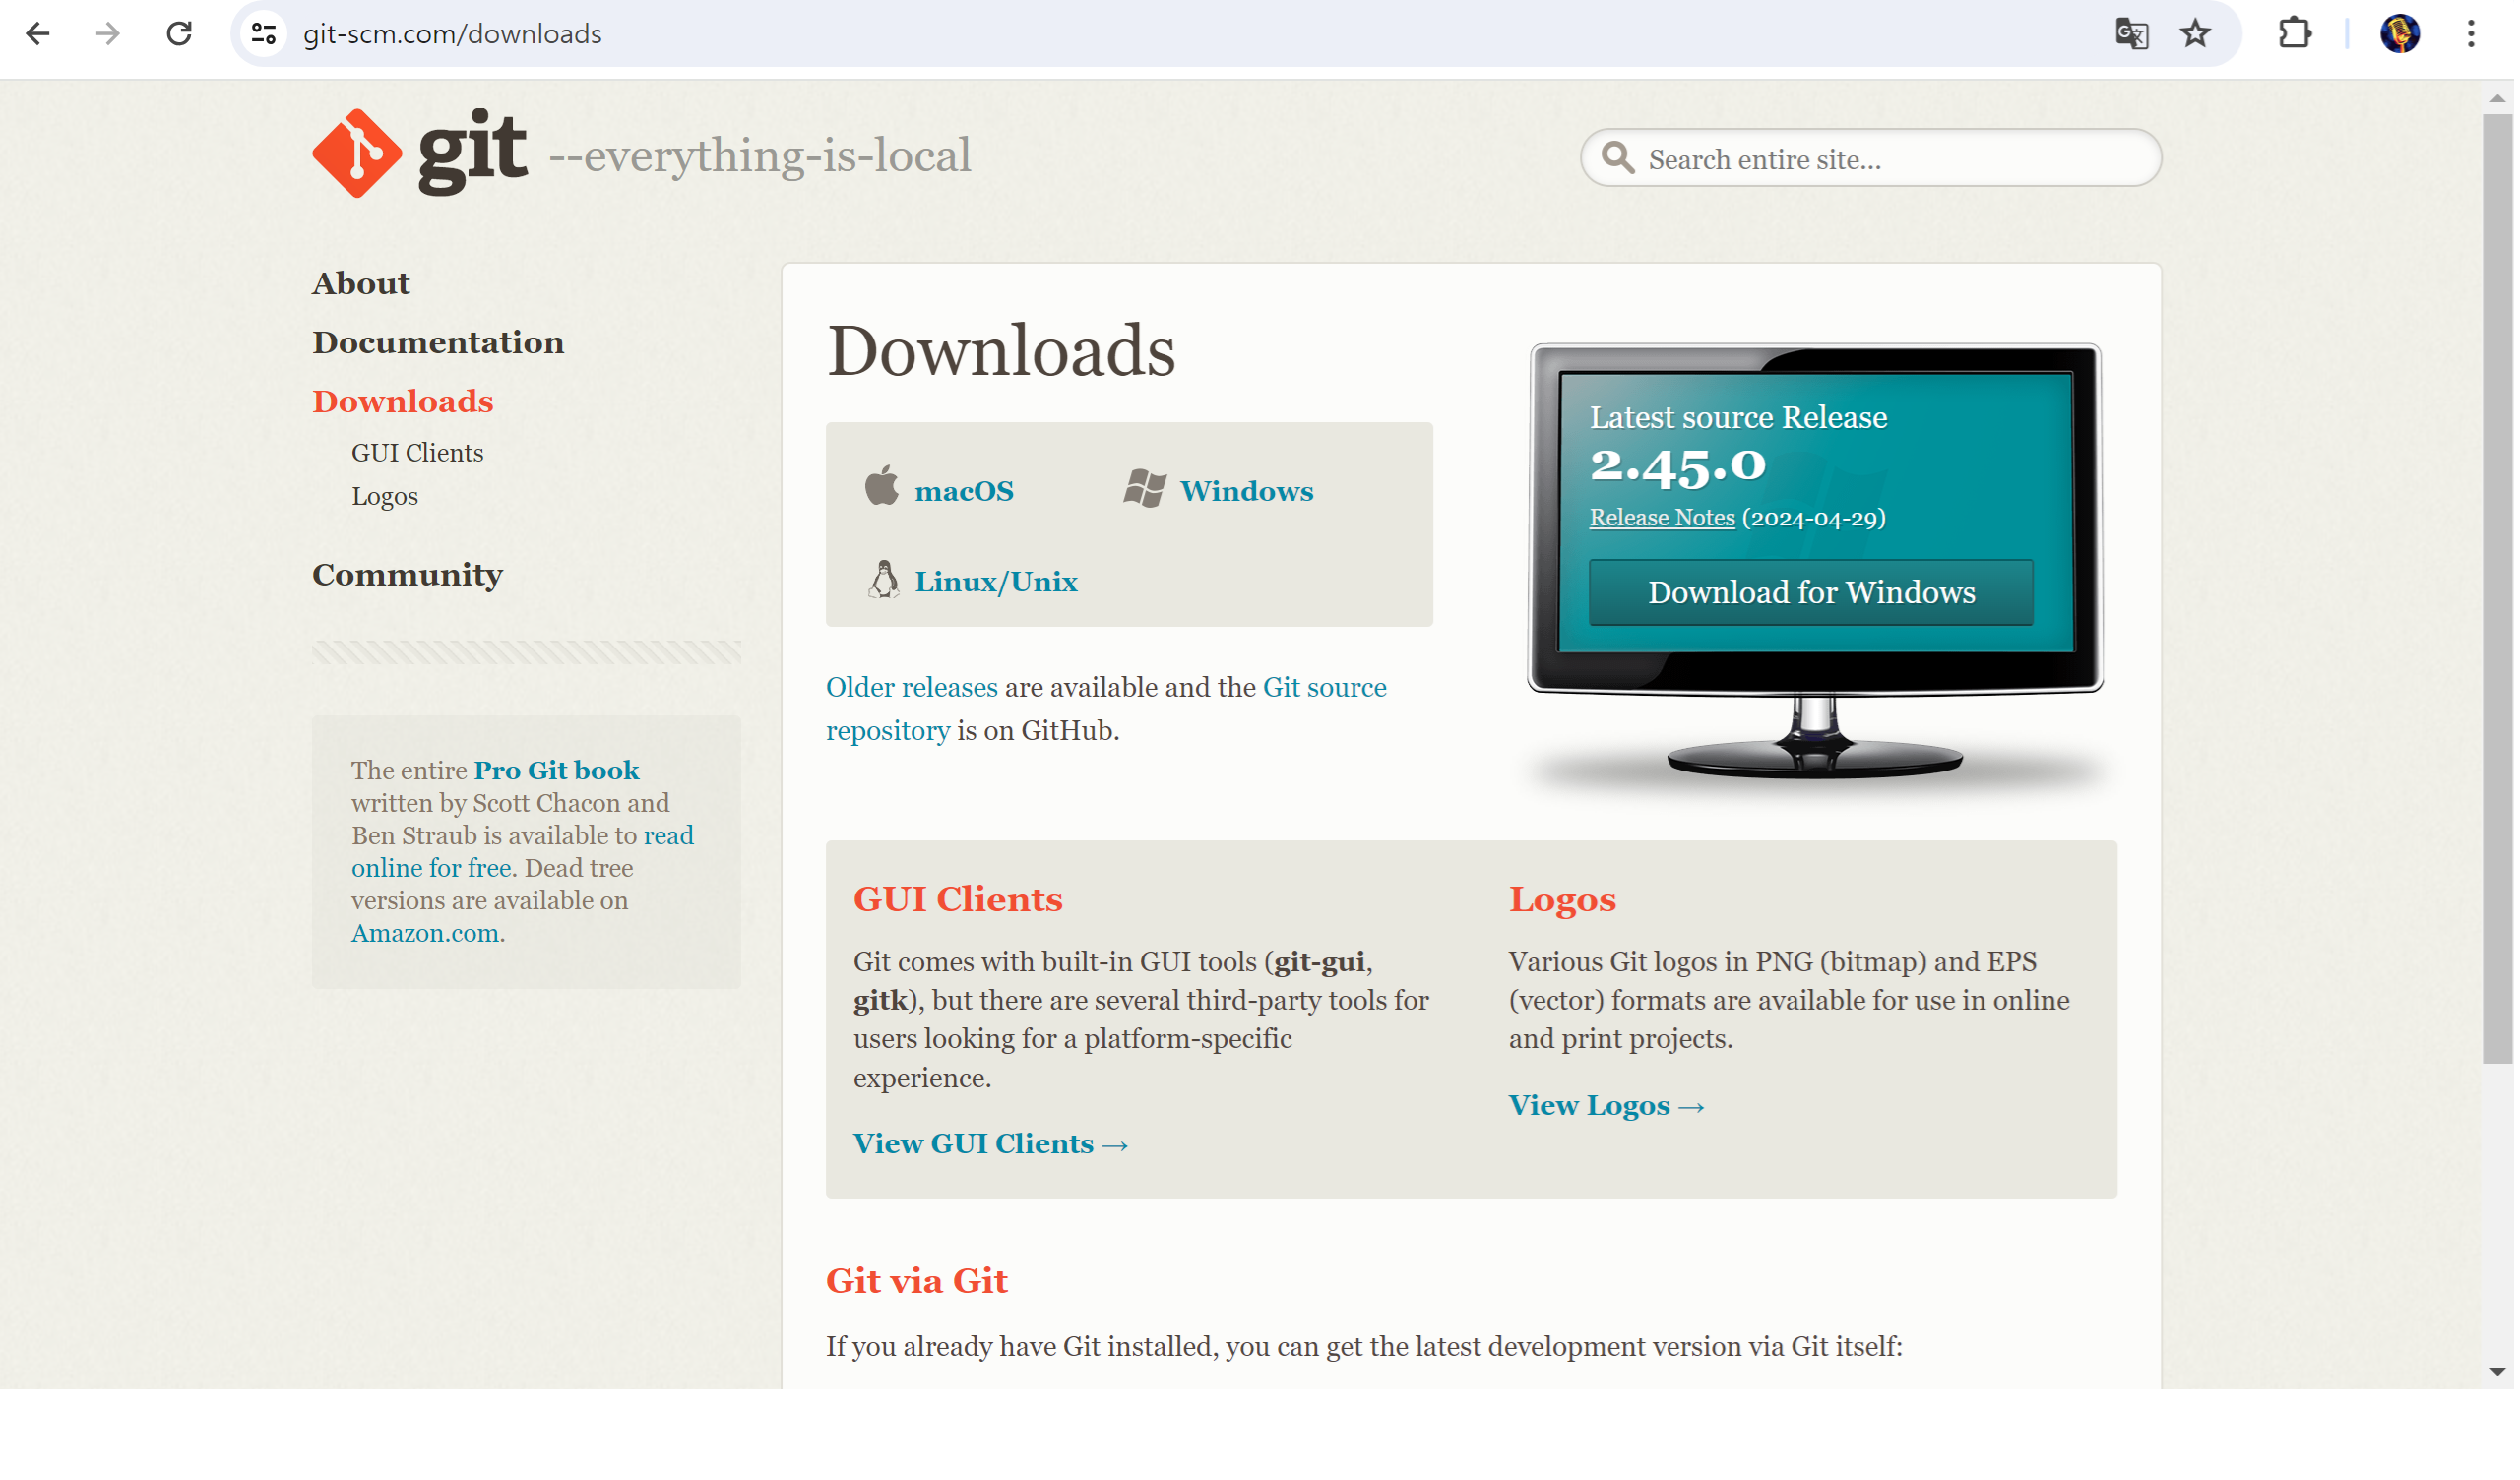 git-scm.com/downloads
git --everything-is-local
Search entire site...
About
Documentation
Downloads
GUI Clients
Logos
Community
The entire Pro Git book
written by Scott Chacon and
Ben Straub is available to read
online for free. Dead tree
versions are available on
Amazon.com.
Downloads
macOS
Windows
Linux/Unix
Older releases are available and the Git source
repository is on GitHub.
Latest source Release
2.45.0
Release Notes (2024-04-29)
Download for Windows
GUI Clients
Git comes with built-in GUI tools (git-gui,
gitk), but there are several third-party tools for
users looking for a platform-specific
experience.
View GUI Clients →
Logos
Various Git logos in PNG (bitmap) and EPS
(vector) formats are available for use in online
and print projects.
View Logos →
Git via Git
If you already have Git installed, you can get the latest development version via Git itself: